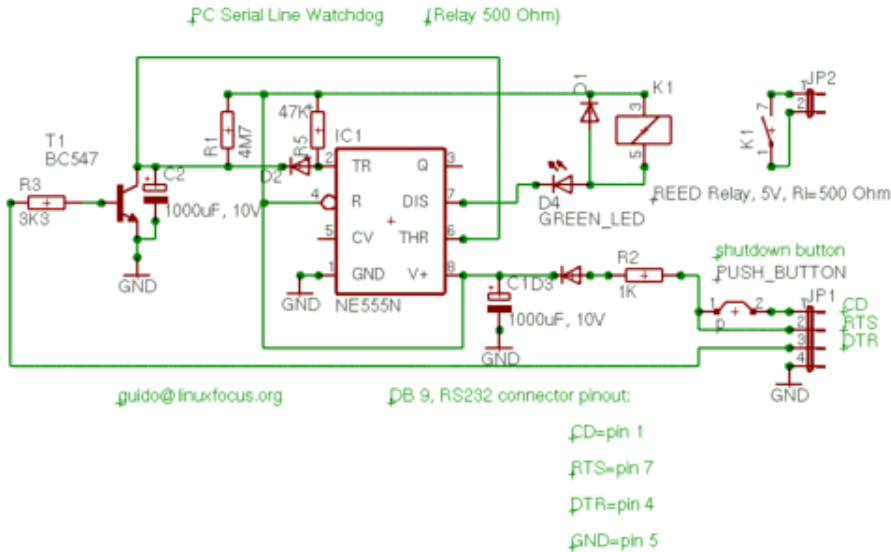 PC Serial Line Watchdog (Relay 500 Ohm)
D1
K1
JP2
1
2
3
5
7
1
K1
47K
R5
R1
4M7
IC1
T1
BC547
C2
1000uF, 10V
D2
2 TR Q 3
4 R DIS 7
5 CV THR 6
1 GND V+ 8
NE555N
R3
3K3
D4
GREEN_LED
REED Relay, 5V, Ri=500 Ohm
GND
GND
C1
D3
1000uF, 10V
GND
R2
1K
shutdown button
PUSH_BUTTON
1 2
p
JP1
1 CD
2 RTS
3 DTR
4
GND
guido@linuxfocus.org
DB 9, RS232 connector pinout:
CD=pin 1
RTS=pin 7
DTR=pin 4
GND=pin 5